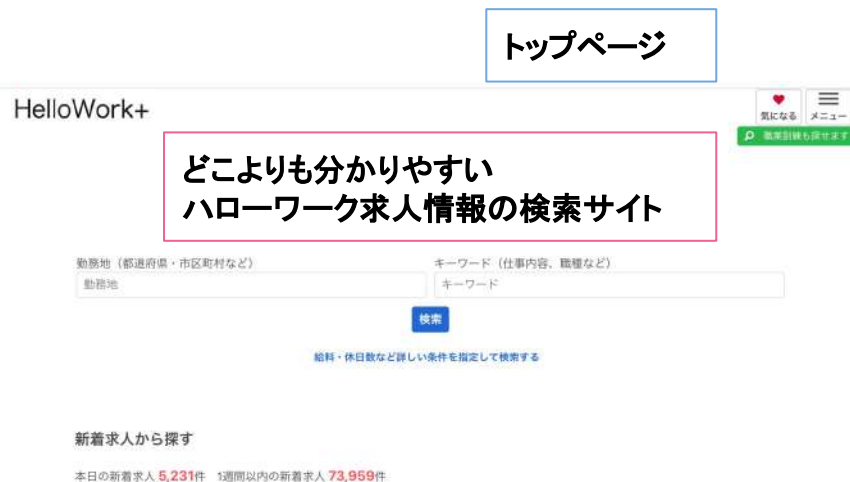 トップページ
HelloWork+
気になる
メニュー
職業訓練も探せます
どこよりも分かりやすい
ハローワーク求人情報の検索サイト
勤務地（都道府県・市区町村など）
キーワード（仕事内容、職種など）
勤務地
キーワード
検索
給料・休日数など詳しい条件を指定して検索する
新着求人から探す
本日の新着求人 5,231件 1週間以内の新着求人 73,959件